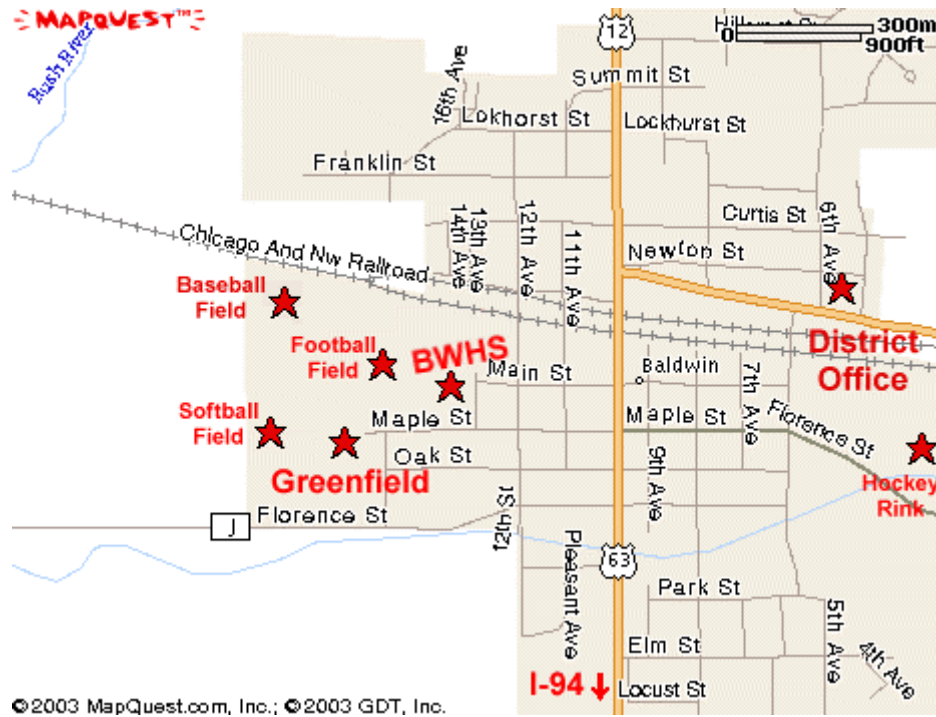 MAPQUEST™
Rush River
12
Hillcrest St
0 300m
900ft
Summit St
16th Ave
Lokhorst St
Lockhurst St
Franklin St
6th Ave
Curtis St
14th Ave
13th Ave
12th Ave
11th Ave
Newton St
Chicago And Nw Railroad
Baseball
Field
District
Office
Football
Field
BWHS
Main St
Baldwin
7th Ave
Softball
Field
Maple St
Maple St
Florence St
Greenfield
Oak St
9th Ave
Hockey
Rink
J
Florence St
12th St
63
Pleasant Ave
Park St
5th Ave
4th Ave
Elm St
I-94
Locust St
©2003 MapQuest.com, Inc.; ©2003 GDT, Inc.